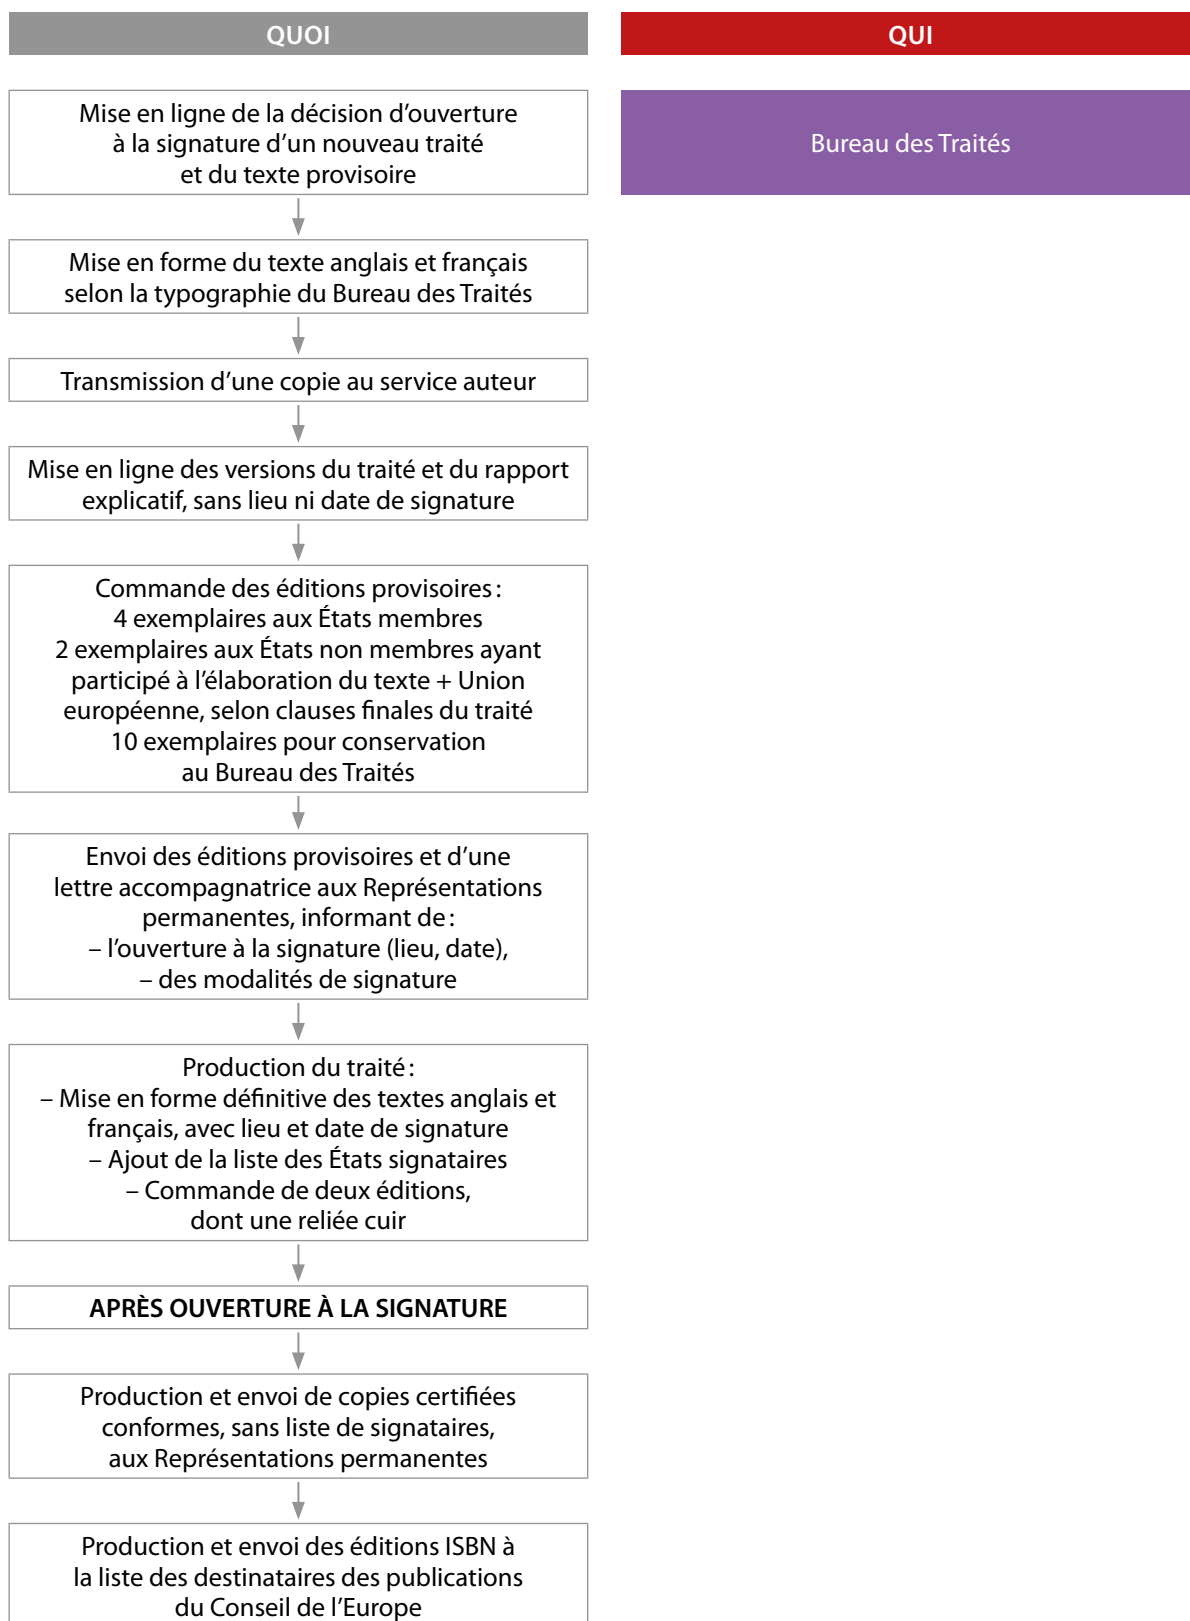 QUOI
QUI
Mise en ligne de la décision d’ouverture
à la signature d’un nouveau traité
et du texte provisoire
Bureau des Traités
Mise en forme du texte anglais et français
selon la typographie du Bureau des Traités
Transmission d’une copie au service auteur
Mise en ligne des versions du traité et du rapport
explicatif, sans lieu ni date de signature
Commande des éditions provisoires :
4 exemplaires aux États membres
2 exemplaires aux États non membres ayant
participé à l’élaboration du texte + Union
européenne, selon clauses finales du traité
10 exemplaires pour conservation
au Bureau des Traités
Envoi des éditions provisoires et d’une
lettre accompagnatrice aux Représentations
permanentes, informant de :
– l’ouverture à la signature (lieu, date),
– des modalités de signature
Production du traité :
– Mise en forme définitive des textes anglais et
français, avec lieu et date de signature
– Ajout de la liste des États signataires
– Commande de deux éditions,
dont une reliée cuir
APRÈS OUVERTURE À LA SIGNATURE
Production et envoi de copies certifiées
conformes, sans liste de signataires,
aux Représentations permanentes
Production et envoi des éditions ISBN à
la liste des destinataires des publications
du Conseil de l’Europe